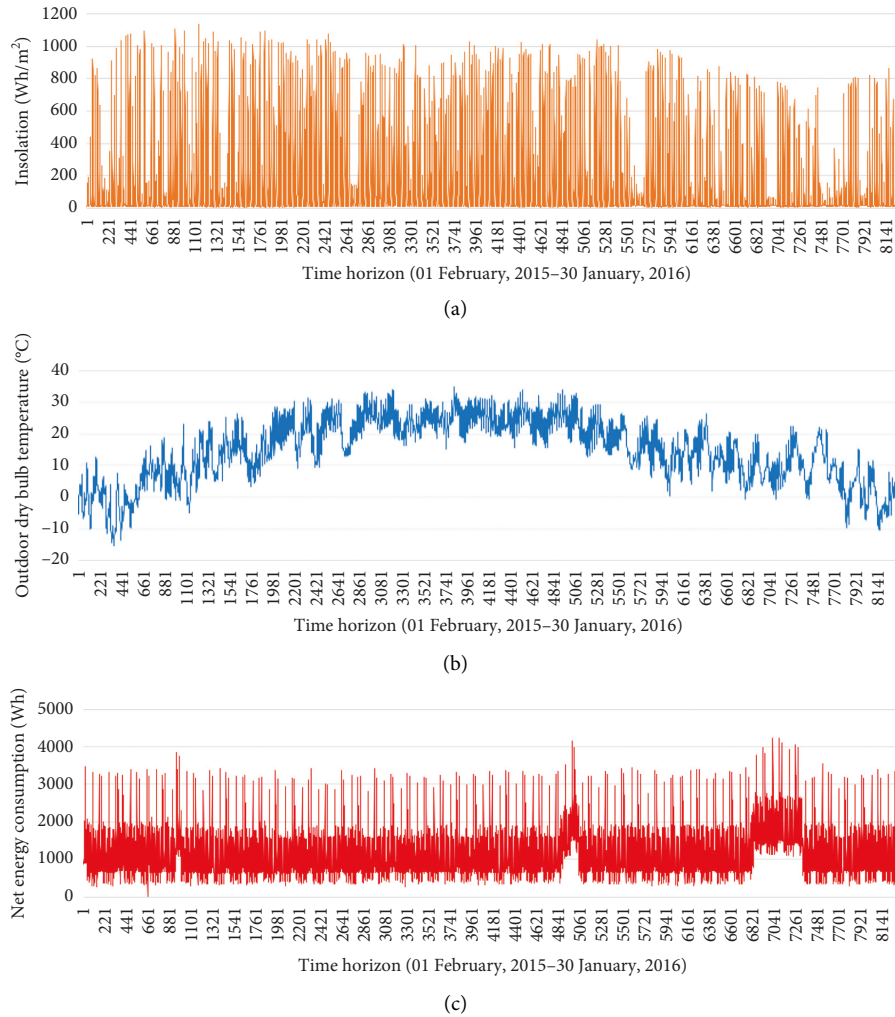 Insolation (Wh/m²)
1200
1000
800
600
400
200
0
1 221 441 661 881 1101 1321 1541 1761 1981 2201 2421 2641 2861 3081 3301 3521 3741 3961 4181 4401 4621 4841 5061 5281 5501 5721 5941 6161 6381 6601 6821 7041 7261 7481 7701 7921 8141
Time horizon (01 February, 2015–30 January, 2016)
(a)
Outdoor dry bulb temperature (°C)
40
30
20
10
0
−10
−20
1 221 441 661 881 1101 1321 1541 1761 1981 2201 2421 2641 2861 3081 3301 3521 3741 3961 4181 4401 4621 4841 5061 5281 5501 5721 5941 6161 6381 6601 6821 7041 7261 7481 7701 7921 8141
Time horizon (01 February, 2015–30 January, 2016)
(b)
Net energy consumption (Wh)
5000
4000
3000
2000
1000
0
1 221 441 661 881 1101 1321 1541 1761 1981 2201 2421 2641 2861 3081 3301 3521 3741 3961 4181 4401 4621 4841 5061 5281 5501 5721 5941 6161 6381 6601 6821 7041 7261 7481 7701 7921 8141
Time horizon (01 February, 2015–30 January, 2016)
(c)